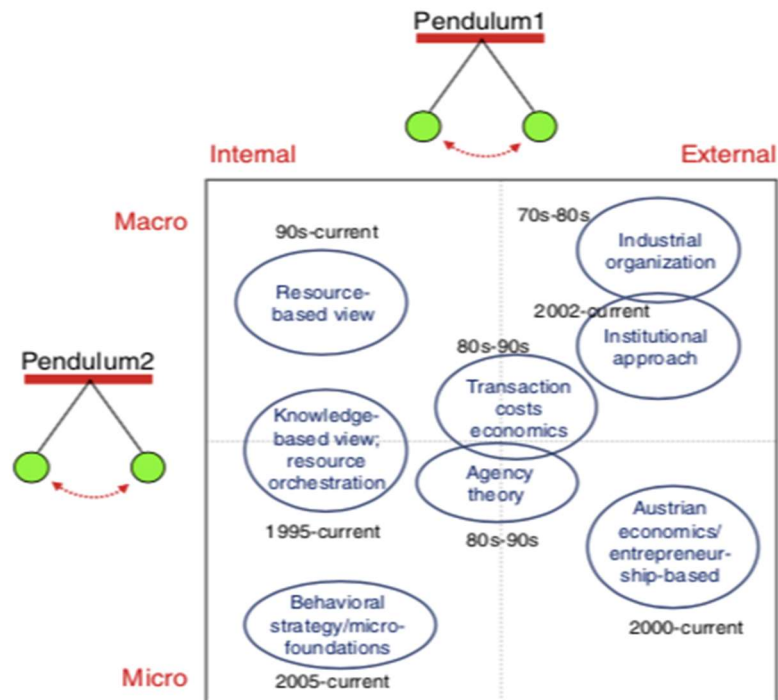 Pendulum1
Internal
External
Macro
70s-80s
Industrial
organization
90s-current
Resource-
based view
2002-current
Institutional
approach
80s-90s
Transaction
costs
economics
Pendulum2
Knowledge-
based view;
resource
orchestration
1995-current
Agency
theory
80s-90s
Austrian
economics/
entrepreneur-
ship-based
2000-current
Behavioral
strategy/micro-
foundations
2005-current
Micro